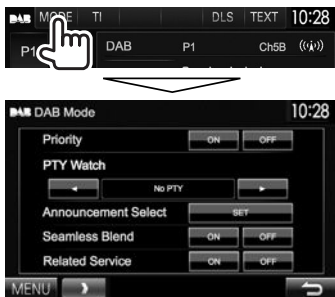 DAB MODE TI DLS TEXT 10:28
P1 DAB P1 Ch5B
DAB DAB Mode 10:28
Priority ON OFF
PTY Watch
No PTY
Announcement Select SET
Seamless Blend ON OFF
Related Service ON OFF
MENU